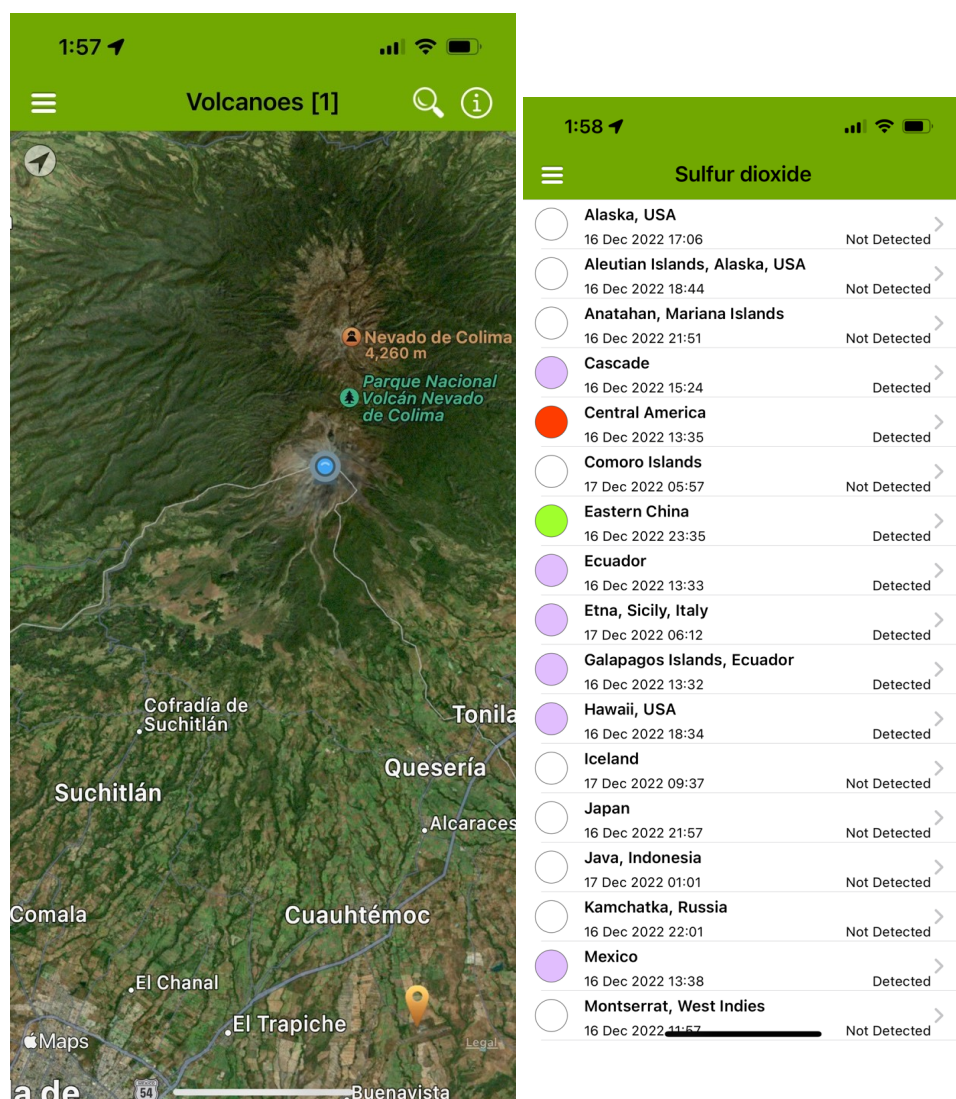 1:57
Volcanoes [1]
Nevado de Colima
4,260 m
Parque Nacional
Volcán Nevado
de Colima
Cofradía de
Suchitlán
Tonila
Quesería
Suchitlán
Alcaraces
Comala
Cuauhtémoc
El Chanal
El Trapiche
Maps
Legal
a de
54
Buenavista
1:58
Sulfur dioxide
Alaska, USA
16 Dec 2022 17:06 Not Detected
Aleutian Islands, Alaska, USA
16 Dec 2022 18:44 Not Detected
Anatahan, Mariana Islands
16 Dec 2022 21:51 Not Detected
Cascade
16 Dec 2022 15:24 Detected
Central America
16 Dec 2022 13:35 Detected
Comoro Islands
17 Dec 2022 05:57 Not Detected
Eastern China
16 Dec 2022 23:35 Detected
Ecuador
16 Dec 2022 13:33 Detected
Etna, Sicily, Italy
17 Dec 2022 06:12 Detected
Galapagos Islands, Ecuador
16 Dec 2022 13:32 Detected
Hawaii, USA
16 Dec 2022 18:34 Detected
Iceland
17 Dec 2022 09:37 Not Detected
Japan
16 Dec 2022 21:57 Not Detected
Java, Indonesia
17 Dec 2022 01:01 Not Detected
Kamchatka, Russia
16 Dec 2022 22:01 Not Detected
Mexico
16 Dec 2022 13:38 Detected
Montserrat, West Indies
16 Dec 2022 11:57 Not Detected